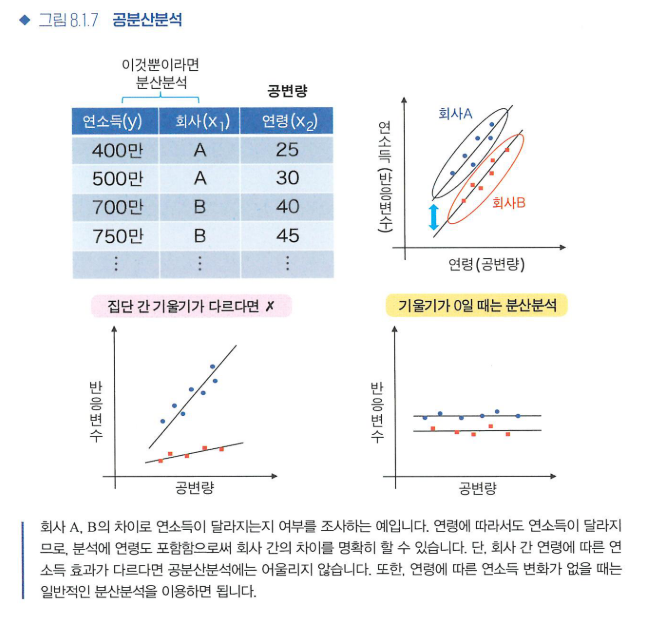 ◆ 그림 8.1.7 공분산분석
이것뿐이라면
분산분석
공변량
연소득(y) 회사(x₁) 연령(x₂)
400만 A 25
500만 A 30
700만 B 40
750만 B 45
⋮ ⋮ ⋮
연소득(반응변수)
회사A
회사B
연령(공변량)
집단 간 기울기가 다르다면 ✗
반응변수
공변량
기울기가 0일 때는 분산분석
반응변수
공변량
회사 A, B의 차이로 연소득이 달라지는지 여부를 조사하는 예입니다. 연령에 따라서도 연소득이 달라지
므로, 분석에 연령도 포함함으로써 회사 간의 차이를 명확히 할 수 있습니다. 단, 회사 간 연령에 따른 연
소득 효과가 다르다면 공분산분석에는 어울리지 않습니다. 또한, 연령에 따른 연소득 변화가 없을 때는
일반적인 분산분석을 이용하면 됩니다.